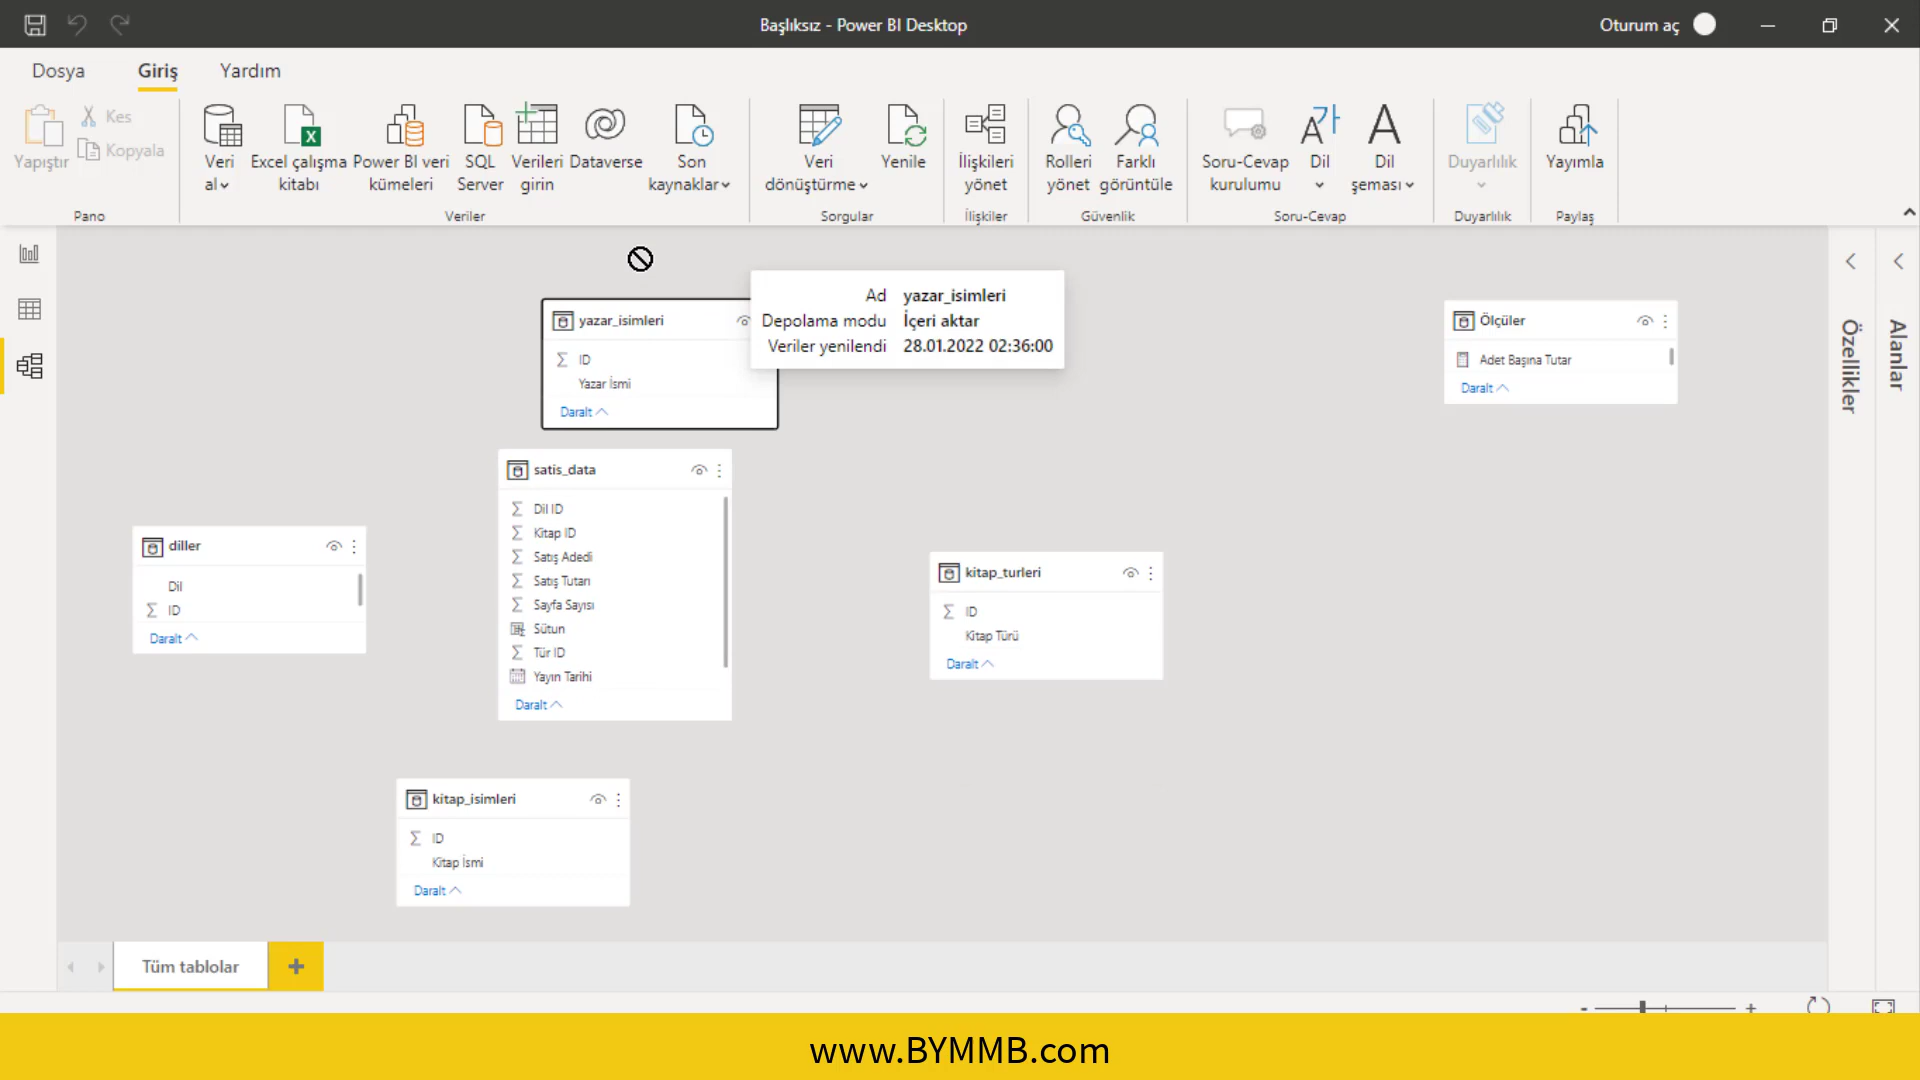 Başlıksız - Power BI Desktop
Oturum aç
Dosya
Giriş
Yardım
Yapıştır
Kes
Kopyala
Veri al
Excel çalışma kitabı
Power BI veri kümeleri
SQL Server
Verileri girin
Dataverse
Son kaynaklar
Veri dönüştürme
Yenile
İlişkileri yönet
Rolleri yönet
Farklı görüntüle
Soru-Cevap kurulumu
Dil
Dil şeması
Duyarlılık
Yayımla
Pano
Veriler
Sorgular
İlişkiler
Güvenlik
Soru-Cevap
Duyarlılık
Paylaş
yazar_isimleri
ID
Yazar İsmi
Daralt
Ad yazar_isimleri
Depolama modu İçeri aktar
Veriler yenilendi 28.01.2022 02:36:00
Ölçüler
Adet Başına Tutar
Daralt
Özellikler
Alanlar
satis_data
Dil ID
Kitap ID
Satış Adedi
Satış Tutarı
Sayfa Sayısı
Sütun
Tür ID
Yayın Tarihi
Daralt
diller
Dil
ID
Daralt
kitap_turleri
ID
Kitap Türü
Daralt
kitap_isimleri
ID
Kitap İsmi
Daralt
Tüm tablolar
www.BYMMB.com